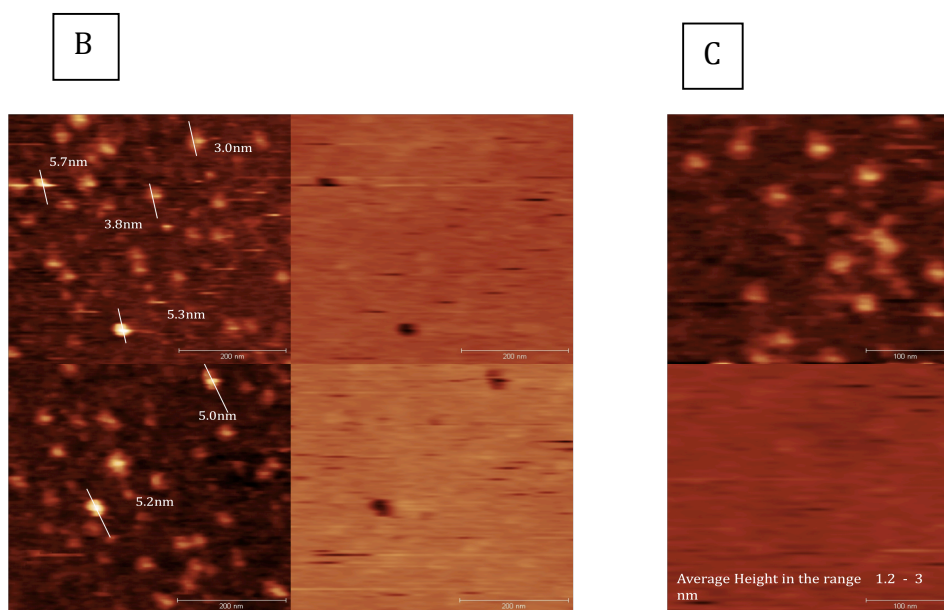 B
C
3.0nm
5.7nm
3.8nm
5.3nm
200 nm
200 nm
100 nm
5.0nm
5.2nm
200 nm
200 nm
Average Height in the range 1.2 - 3
nm
100 nm